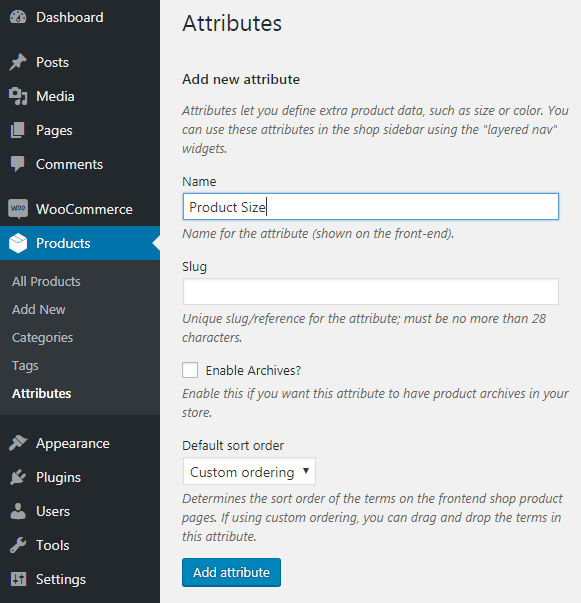 Dashboard
Posts
Media
Pages
Comments
WOO WooCommerce
Products
All Products
Add New
Categories
Tags
Attributes
Appearance
Plugins
Users
Tools
Settings
Attributes
Add new attribute
Attributes let you define extra product data, such as size or color. You
can use these attributes in the shop sidebar using the "layered nav"
widgets.
Name
Product Size
Name for the attribute (shown on the front-end).
Slug
Unique slug/reference for the attribute; must be no more than 28
characters.
Enable Archives?
Enable this if you want this attribute to have product archives in your
store.
Default sort order
Custom ordering
Determines the sort order of the terms on the frontend shop product
pages. If using custom ordering, you can drag and drop the terms in
this attribute.
Add attribute